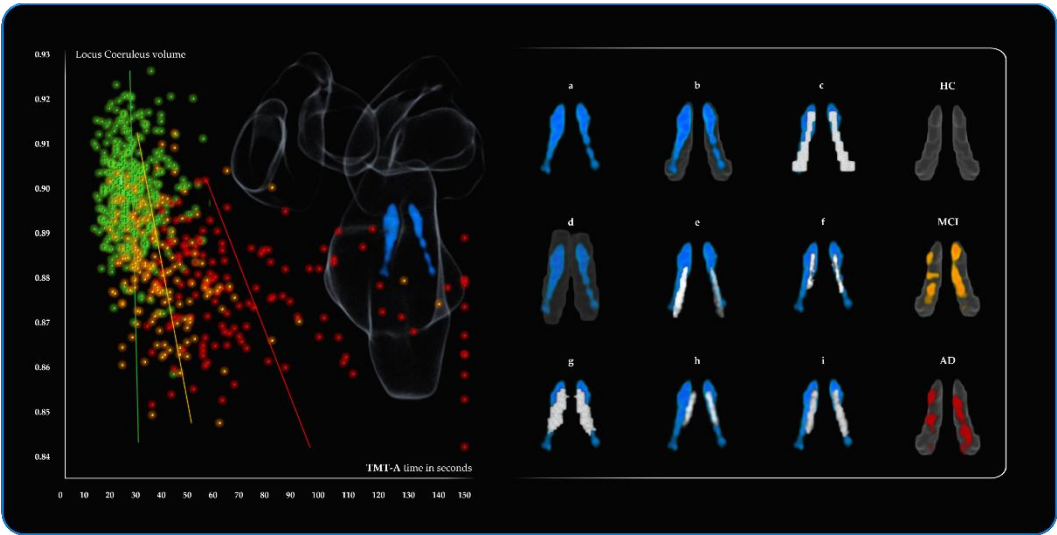 0.93
Locus Coeruleus volume
0.92
0.91
0.90
0.89
0.88
0.87
0.86
0.85
0.84
TMT-A time in seconds
0 10 20 30 40 50 60 70 80 90 100 110 120 130 140 150
a b c HC
d e f MCI
g h i AD